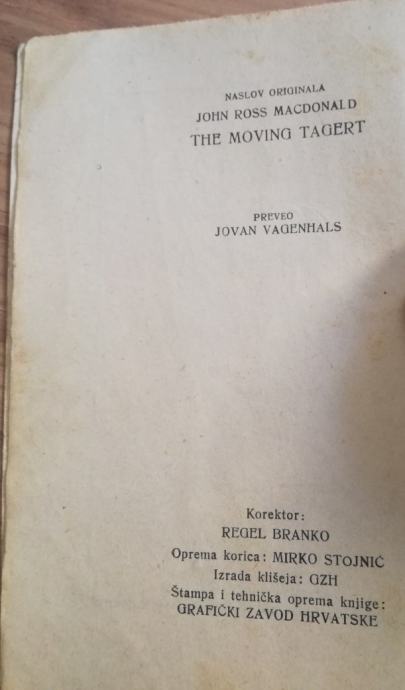 NASLOV ORIGINALA
JOHN ROSS MACDONALD
THE MOVING TAGERT
PREVEO
JOVAN VAGENHALS
Korektor:
REGEL BRANKO
Oprema korica: MIRKO STOJNIĆ
Izrada klišeja: GZH
Štampa i tehnička oprema knjige:
GRAFIČKI ZAVOD HRVATSKE